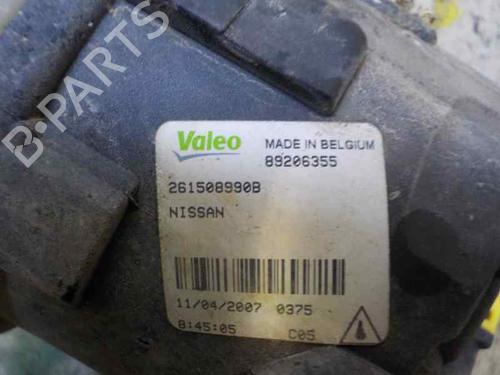 B-PARTS
Valeo
MADE IN BELGIUM
89206355
261508990B
NISSAN
11/04/2007 0375
8:45:05 C05